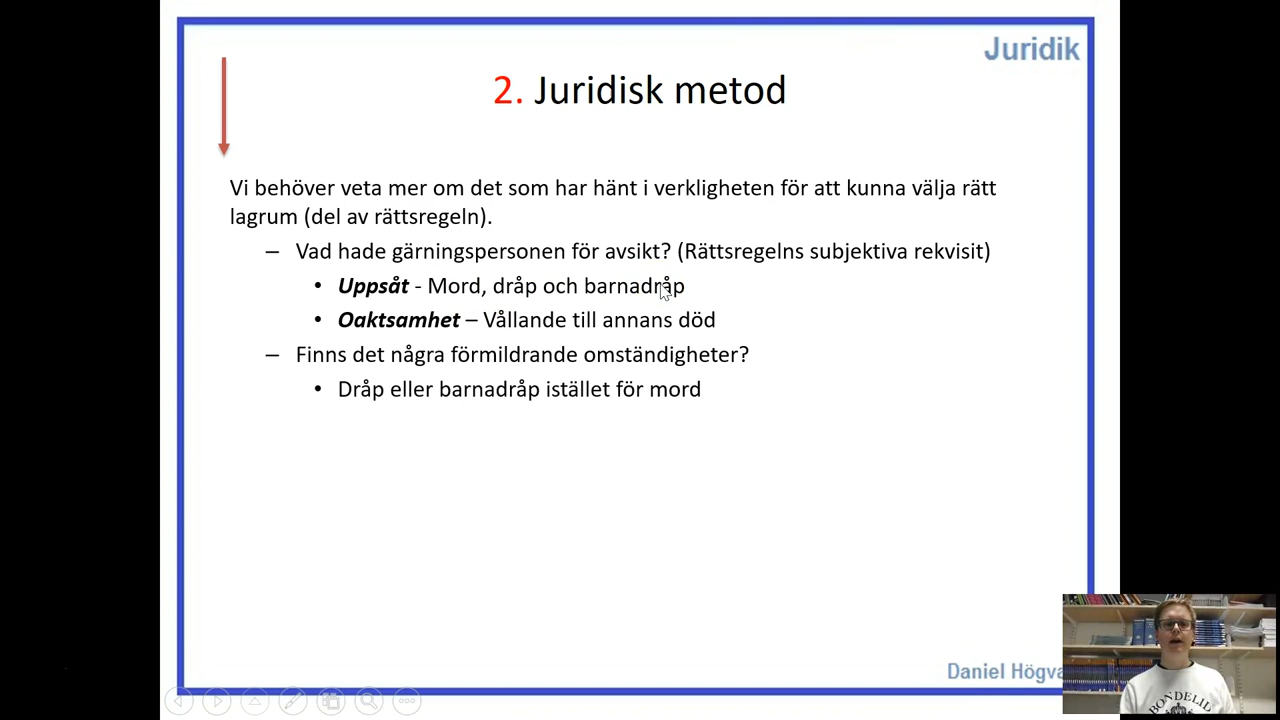 Juridik
2. Juridisk metod
Vi behöver veta mer om det som har hänt i verkligheten för att kunna välja rätt
lagrum (del av rättsregeln).
– Vad hade gärningspersonen för avsikt? (Rättsregelns subjektiva rekvisit)
• Uppsåt - Mord, dråp och barnadråp
• Oaktsamhet – Vållande till annans död
– Finns det några förmildrande omständigheter?
• Dråp eller barnadråp istället för mord
Daniel Högva
BONDELID